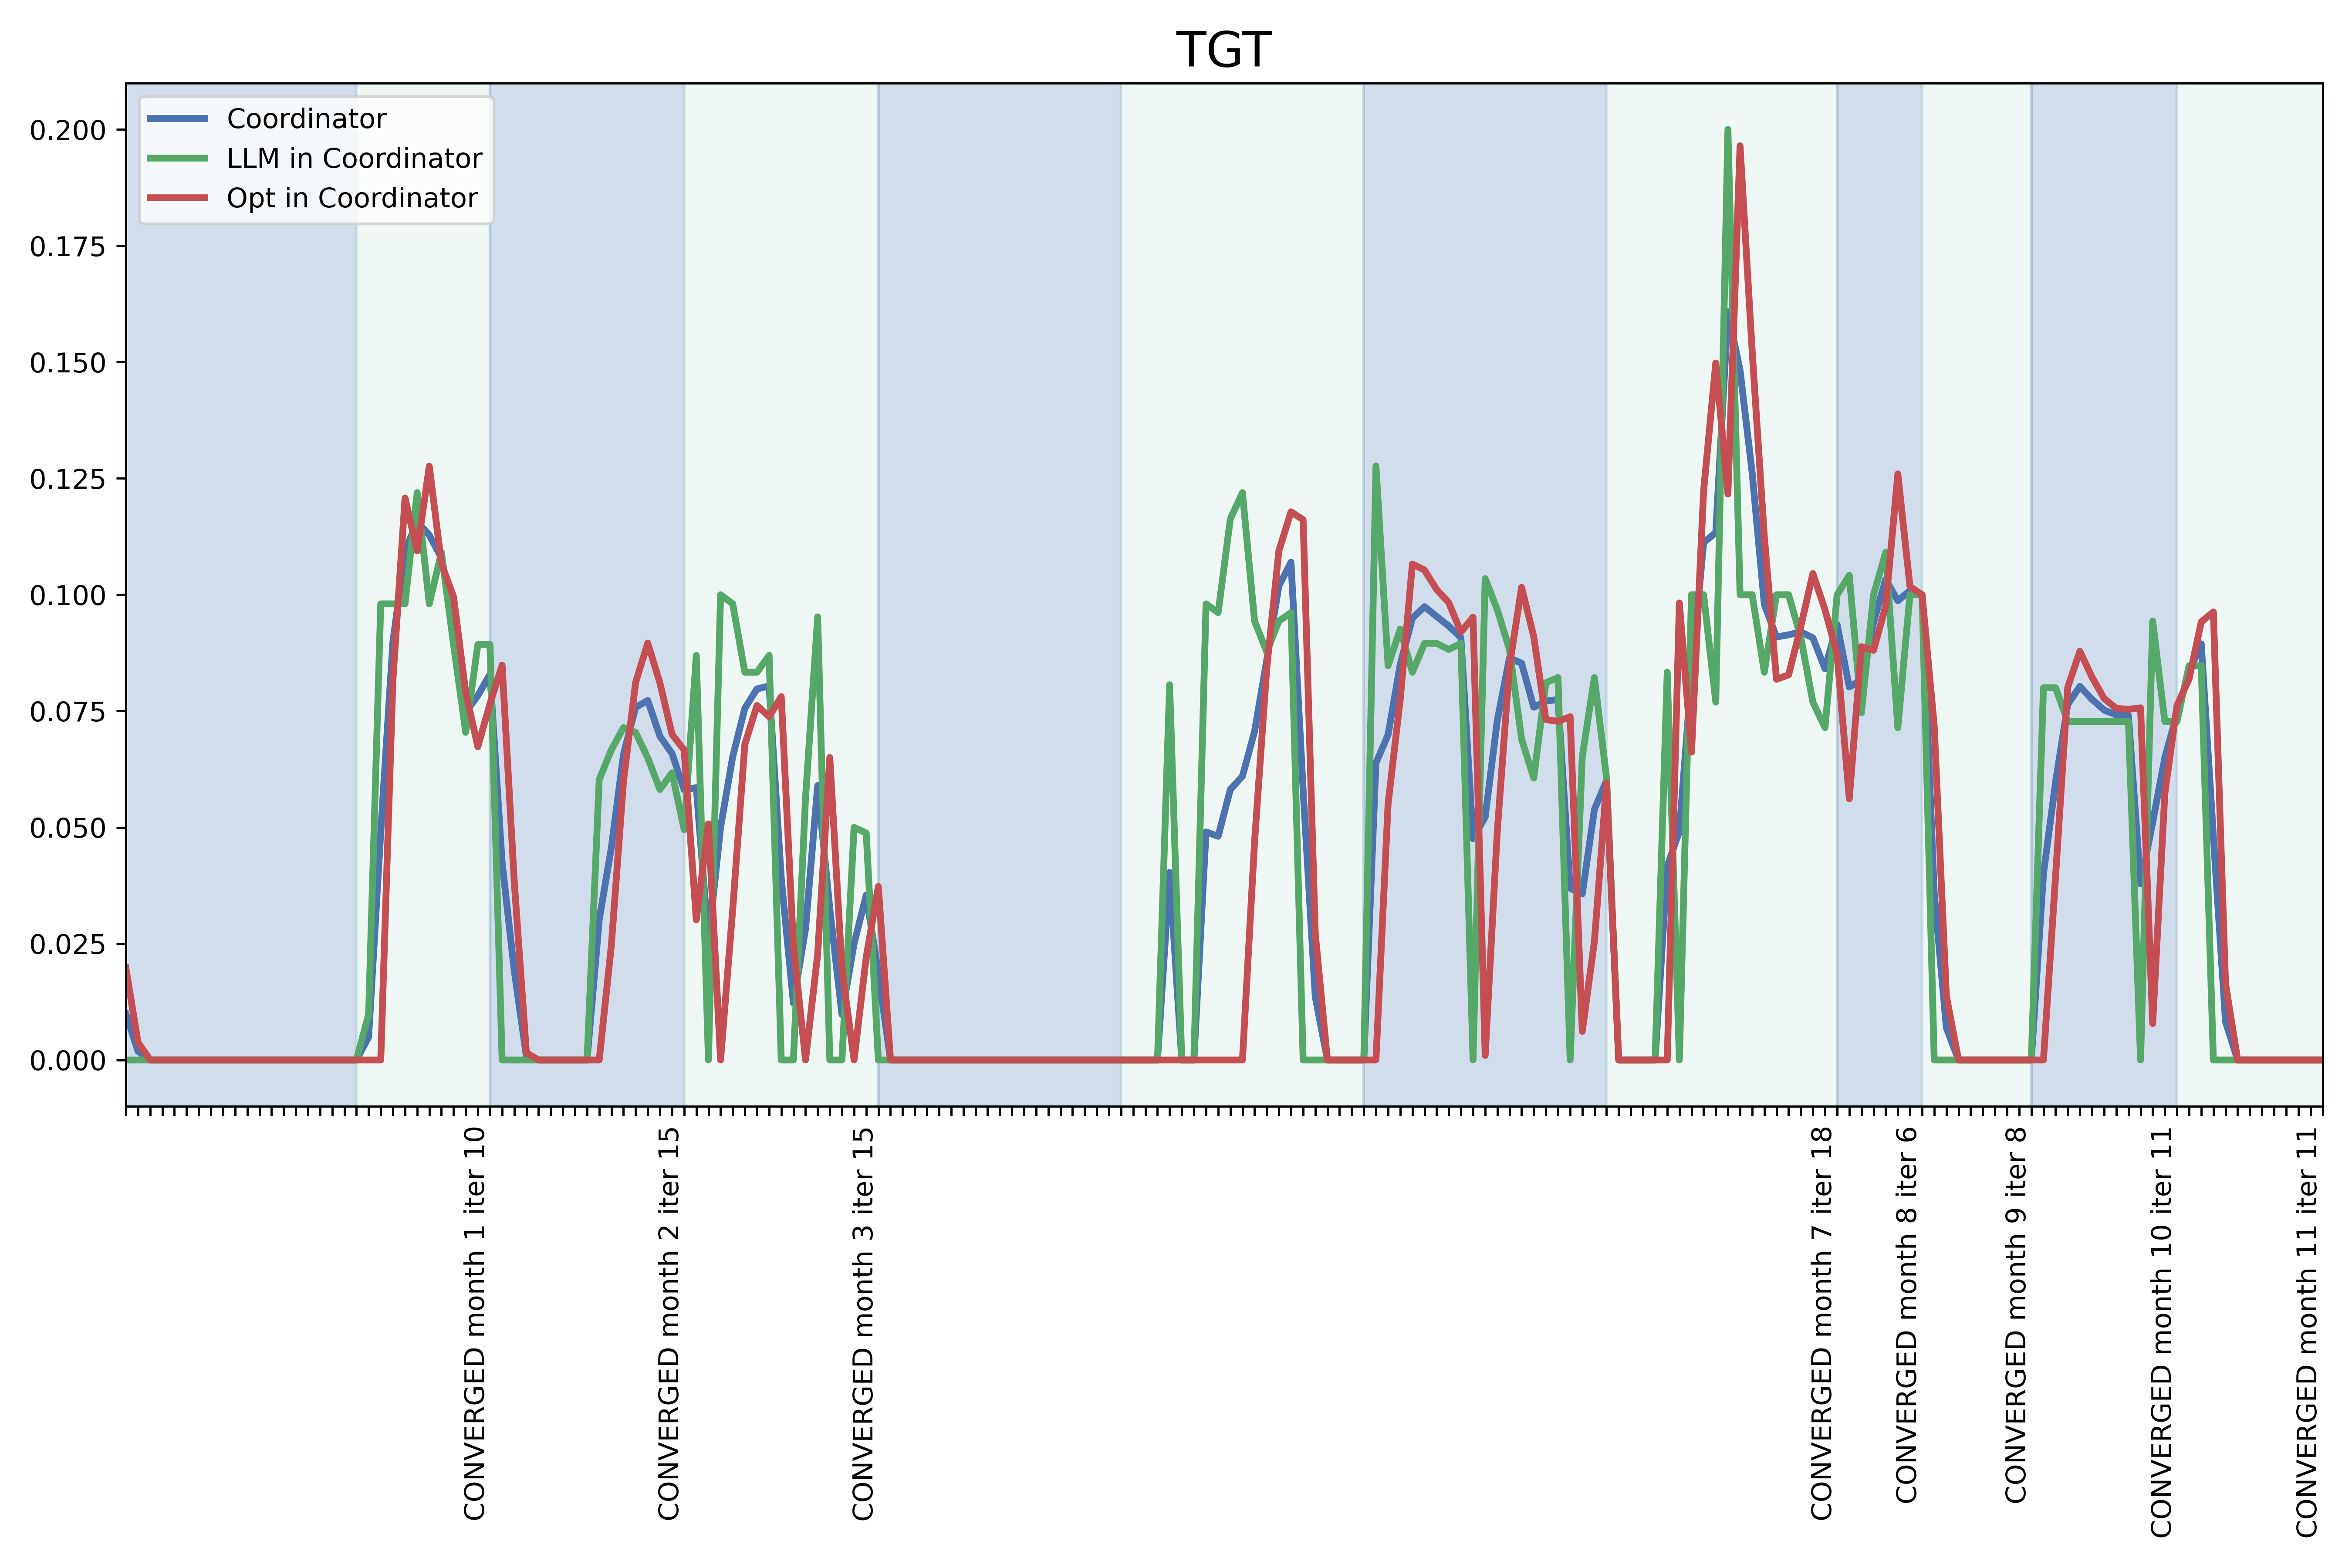 TGT
Coordinator
LLM in Coordinator
Opt in Coordinator
0.200
0.175
0.150
0.125
0.100
0.075
0.050
0.025
0.000
CONVERGED month 1 iter 10
CONVERGED month 2 iter 15
CONVERGED month 3 iter 15
CONVERGED month 7 iter 18
CONVERGED month 8 iter 6
CONVERGED month 9 iter 8
CONVERGED month 10 iter 11
CONVERGED month 11 iter 11